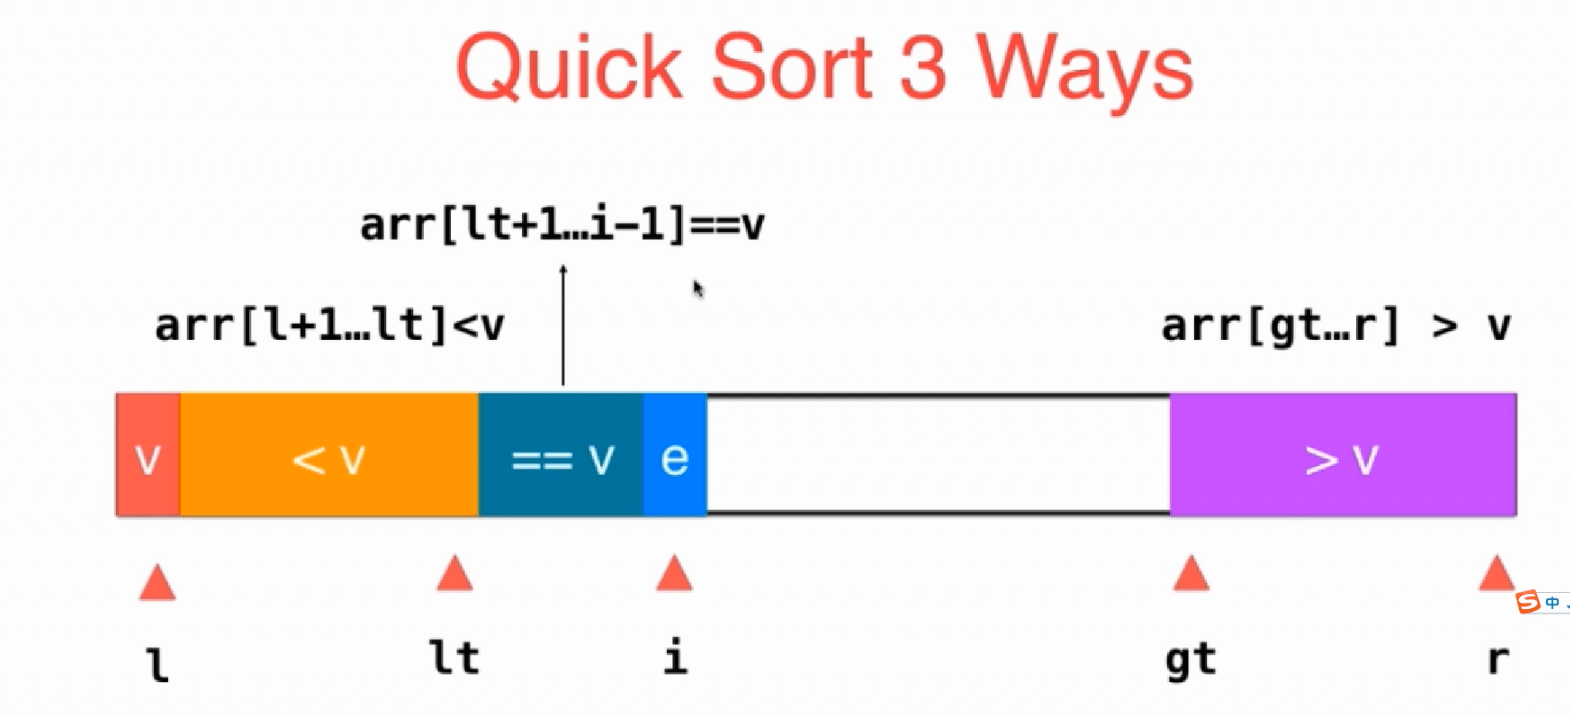 Quick Sort 3 Ways
arr[lt+1…i-1]==v
arr[l+1…lt]<v
arr[gt…r] > v
v
< v
== v
e
> v
l
lt
i
gt
r
S 中